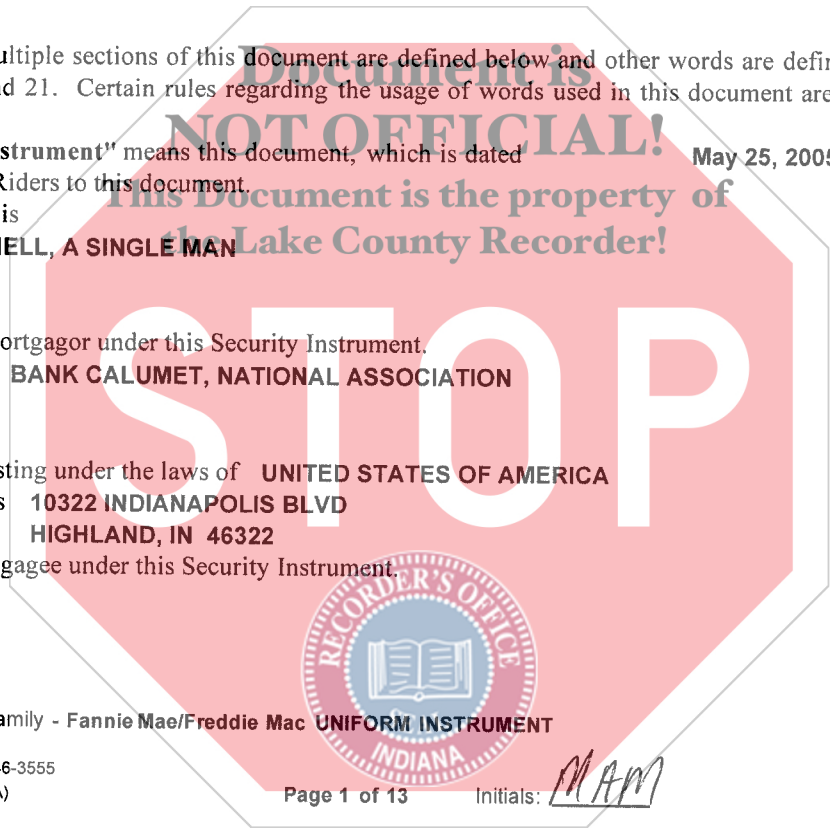 ultiple sections of this document are defined below and other words are defin
d 21. Certain rules regarding the usage of words used in this document are
Document is
NOT OFFICIAL!
This Document is the property of
the Lake County Recorder!
strument" means this document, which is dated May 25, 2005
Riders to this document.
is
ELL, A SINGLE MAN
STOP
ortgagor under this Security Instrument.
BANK CALUMET, NATIONAL ASSOCIATION
sting under the laws of UNITED STATES OF AMERICA
s 10322 INDIANAPOLIS BLVD
HIGHLAND, IN 46322
gagee under this Security Instrument.
RECORDER'S OFFICE
INDIANA
amily - Fannie Mae/Freddie Mac UNIFORM INSTRUMENT
6-3555
A)
Page 1 of 13 Initials: MAM